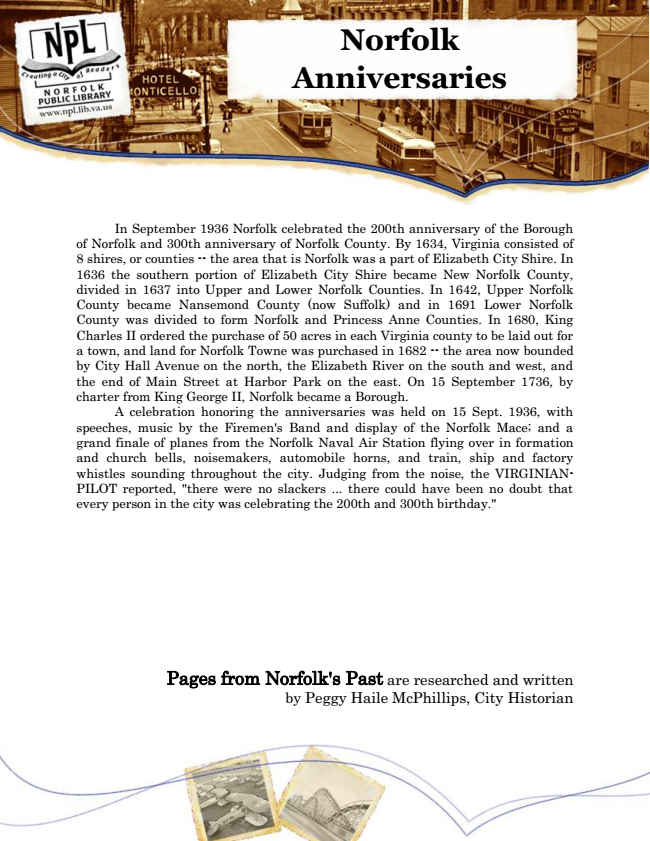 NPL
Creating a City of Readers
NORFOLK
PUBLIC LIBRARY
www.npl.lib.va.us
HOTEL
MONTICELLO
Norfolk
Anniversaries
In September 1936 Norfolk celebrated the 200th anniversary of the Borough
of Norfolk and 300th anniversary of Norfolk County. By 1634, Virginia consisted of
8 shires, or counties -- the area that is Norfolk was a part of Elizabeth City Shire. In
1636 the southern portion of Elizabeth City Shire became New Norfolk County,
divided in 1637 into Upper and Lower Norfolk Counties. In 1642, Upper Norfolk
County became Nansemond County (now Suffolk) and in 1691 Lower Norfolk
County was divided to form Norfolk and Princess Anne Counties. In 1680, King
Charles II ordered the purchase of 50 acres in each Virginia county to be laid out for
a town, and land for Norfolk Towne was purchased in 1682 -- the area now bounded
by City Hall Avenue on the north, the Elizabeth River on the south and west, and
the end of Main Street at Harbor Park on the east. On 15 September 1736, by
charter from King George II, Norfolk became a Borough.
A celebration honoring the anniversaries was held on 15 Sept. 1936, with
speeches, music by the Firemen's Band and display of the Norfolk Mace; and a
grand finale of planes from the Norfolk Naval Air Station flying over in formation
and church bells, noisemakers, automobile horns, and train, ship and factory
whistles sounding throughout the city. Judging from the noise, the VIRGINIAN-
PILOT reported, "there were no slackers ... there could have been no doubt that
every person in the city was celebrating the 200th and 300th birthday."
Pages from Norfolk's Past are researched and written
by Peggy Haile McPhillips, City Historian